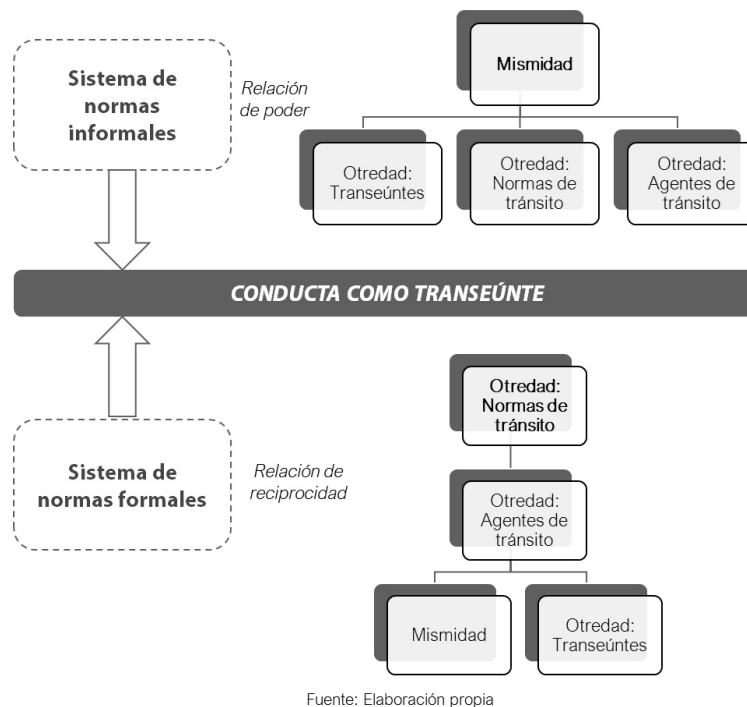 Sistema de
normas
informales
Relación
de poder
Mismidad
Otredad:
Transeúntes
Otredad:
Normas de
tránsito
Otredad:
Agentes de
tránsito
CONDUCTA COMO TRANSEÚNTE
Sistema de
normas formales
Relación de
reciprocidad
Otredad:
Normas de
tránsito
Otredad:
Agentes de
tránsito
Mismidad
Otredad:
Transeúntes
Fuente: Elaboración propia